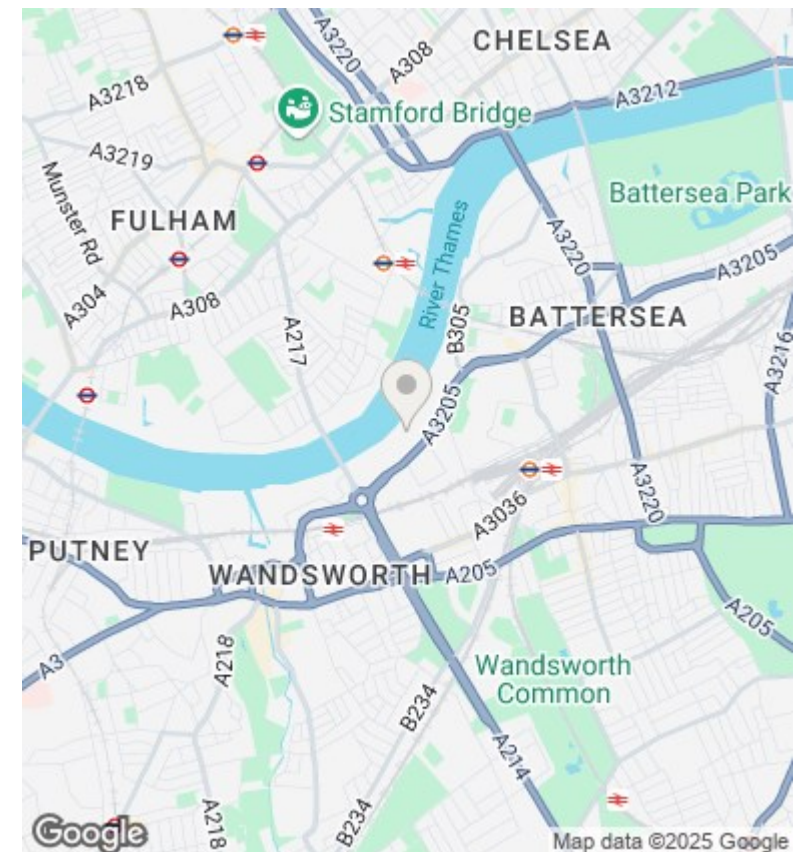 CHELSEA
A3220
A308
A3218
A3212
Stamford Bridge
A3219
Munster Rd
Battersea Park
FULHAM
River Thames
A3220
A3205
A304
A308
B305
BATTERSEA
A217
A3216
A3205
A3220
A3036
PUTNEY
WANDSWORTH
A205
A205
A218
A3
Wandsworth
Common
B234
A214
A218
B234
Google
Map data ©2025 Google